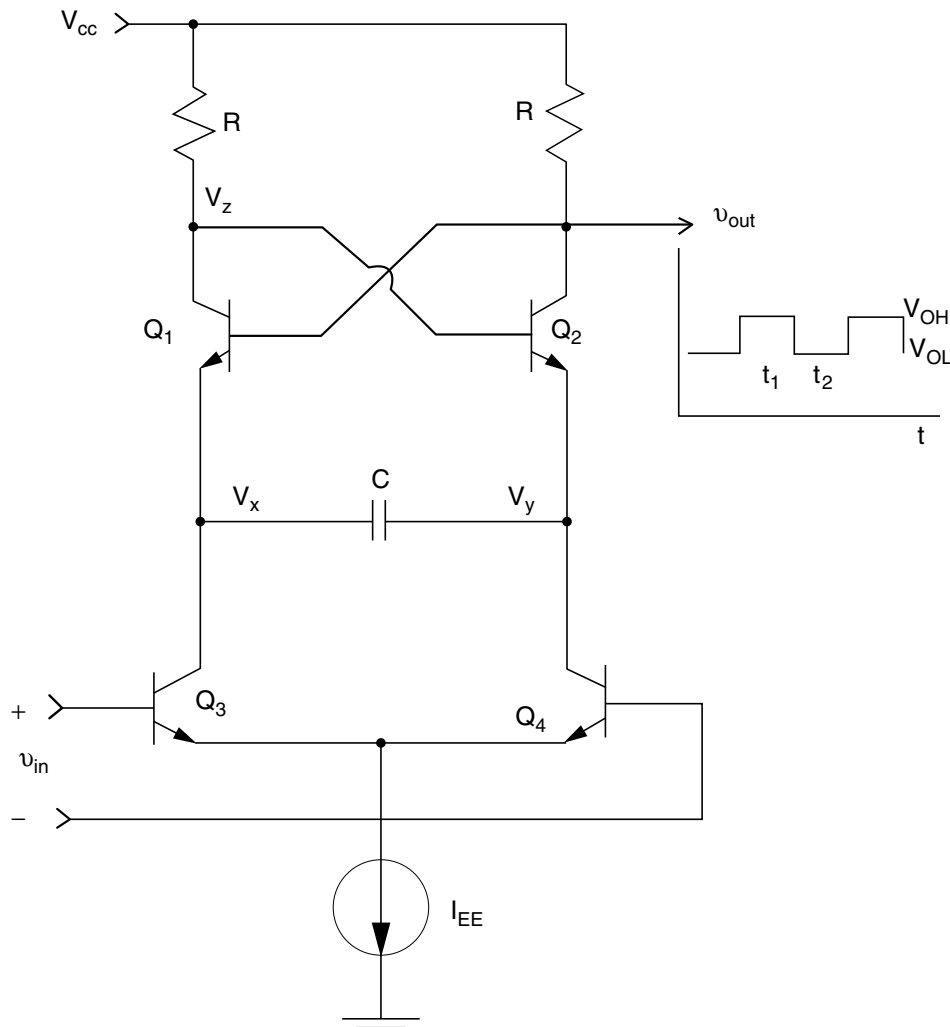 Vcc
R
R
Vz
υout
Q1
Q2
VOH
VOL
t1
t2
t
C
Vx
Vy
+
Q3
Q4
υin
−
IEE